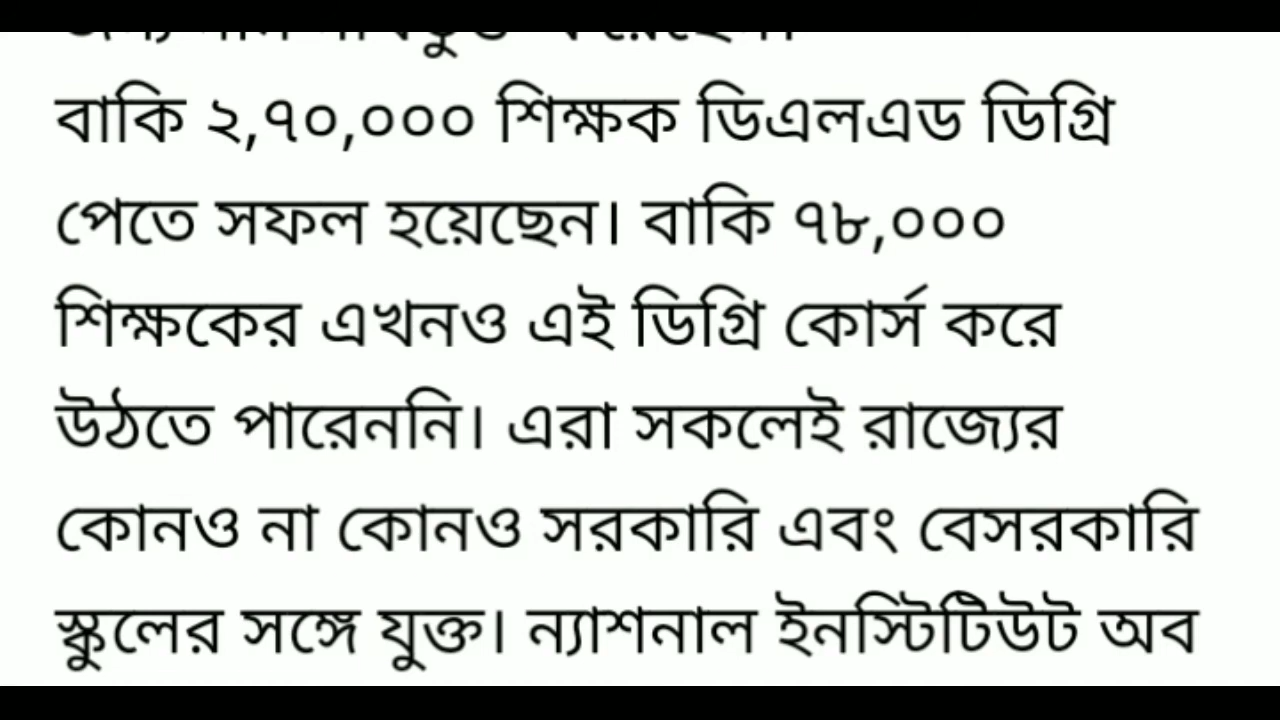 বাকি ২,৭০,০০০ শিক্ষক ডিএলএড ডিগ্রি
পেতে সফল হয়েছেন। বাকি ৭৮,০০০
শিক্ষকের এখনও এই ডিগ্রি কোর্স করে
উঠতে পারেননি। এরা সকলেই রাজ্যের
কোনও না কোনও সরকারি এবং বেসরকারি
স্কুলের সঙ্গে যুক্ত। ন্যাশনাল ইনস্টিটিউট অব